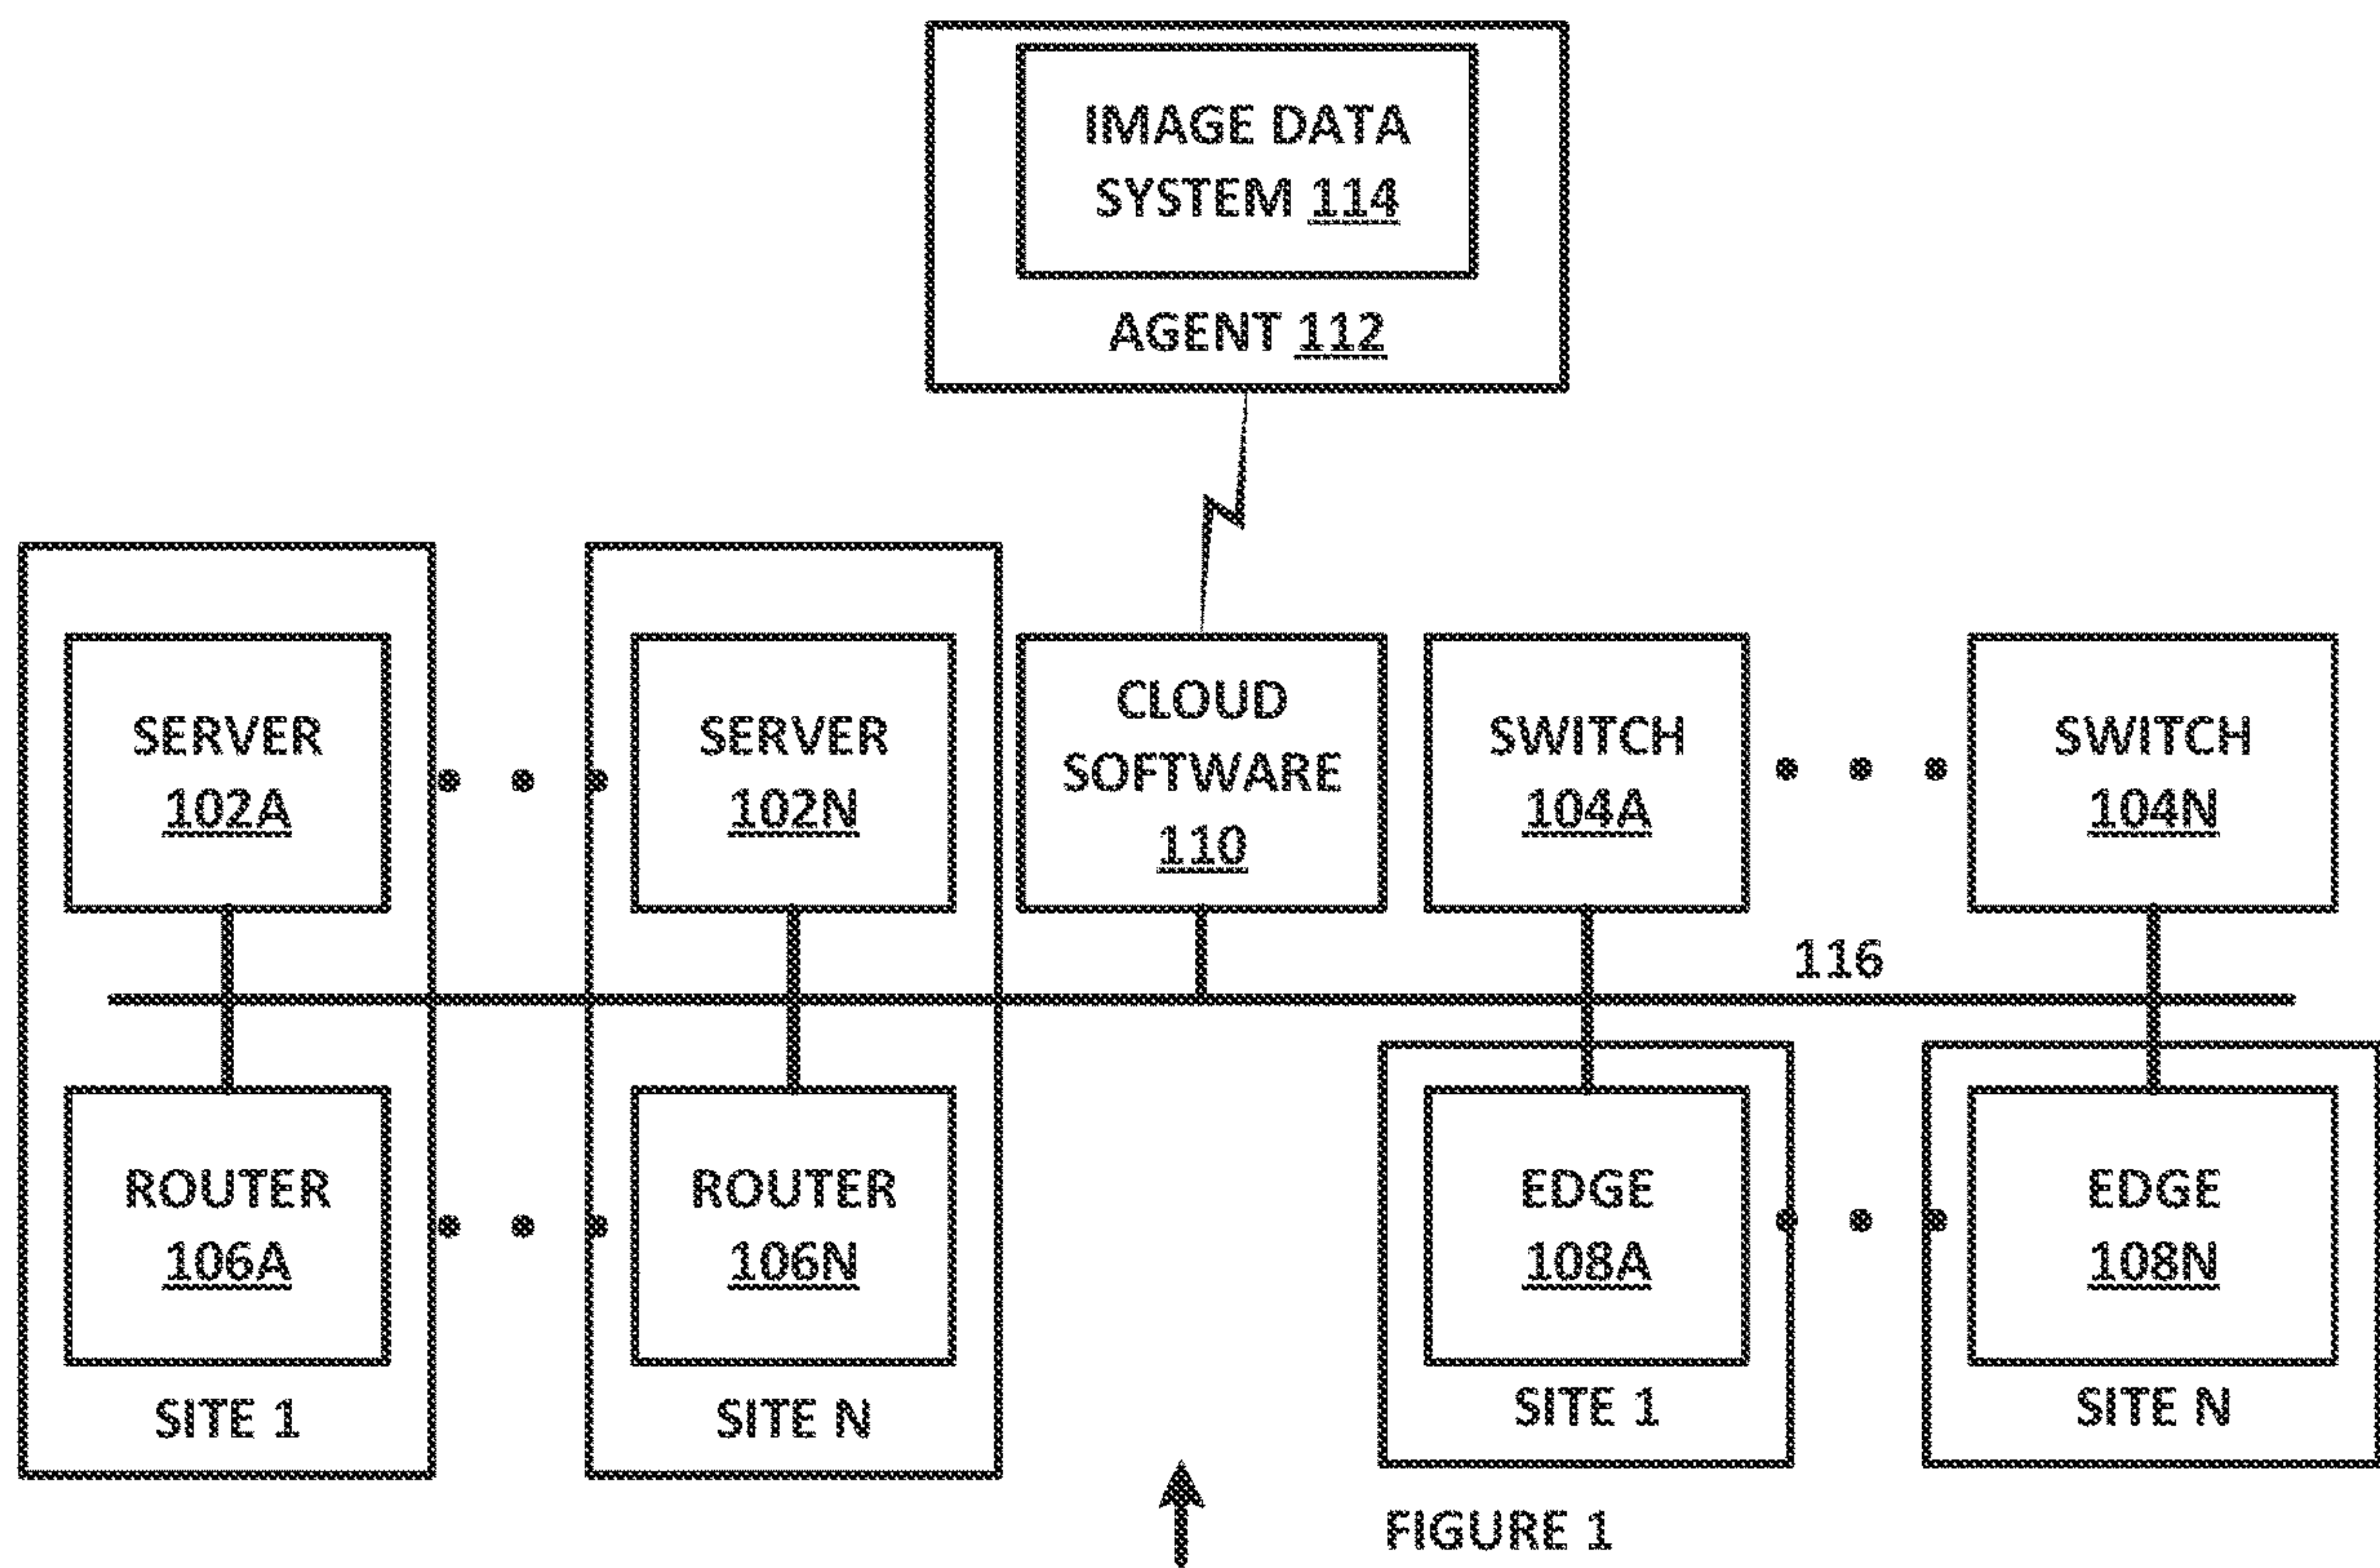 IMAGE DATA
SYSTEM 114
AGENT 112
SERVER
102A
SERVER
102N
CLOUD
SOFTWARE
110
SWITCH
104A
SWITCH
104N
116
ROUTER
106A
ROUTER
106N
EDGE
108A
EDGE
108N
SITE 1
SITE N
SITE 1
SITE N
FIGURE 1